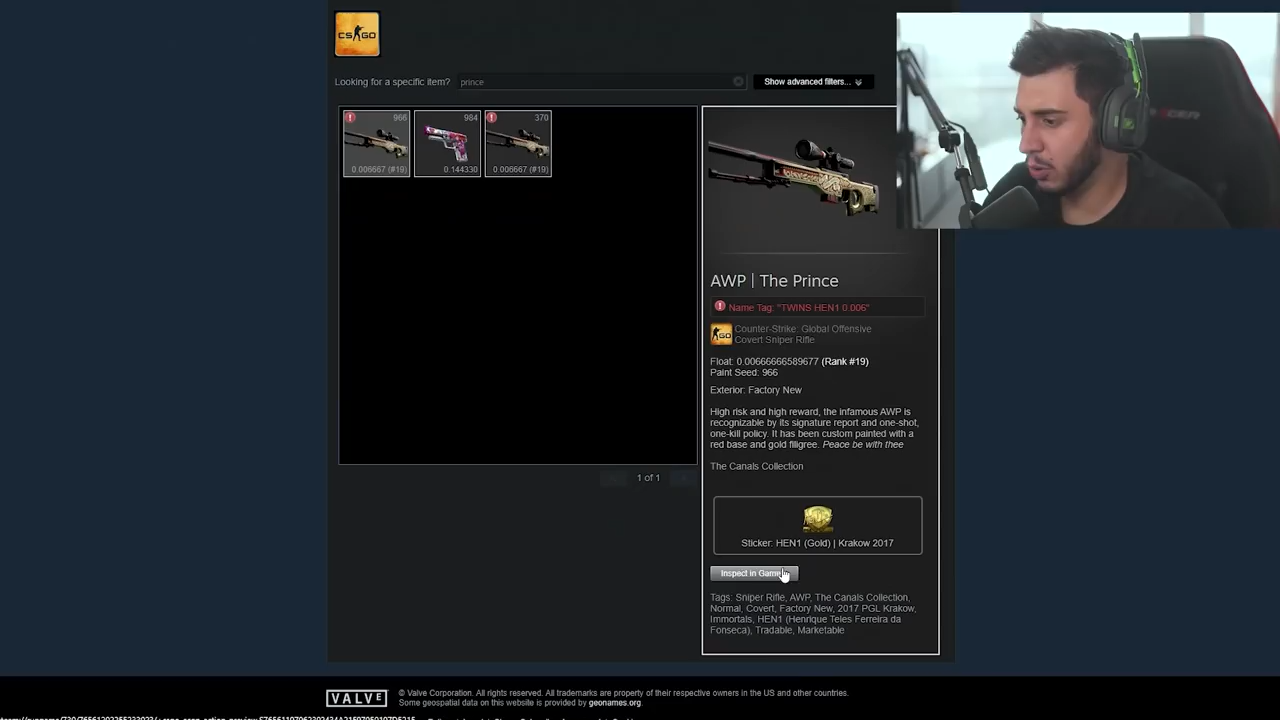 CS GO
Looking for a specific item?
prince
Show advanced filters...
966
0.006667 (#19)
984
0.144330
370
0.006667 (#19)
1 of 1
AWP | The Prince
Name Tag: "TWINS HEN1 0.006"
Counter-Strike: Global Offensive
Covert Sniper Rifle
Float: 0.00666666589677 (Rank #19)
Paint Seed: 966
Exterior: Factory New
High risk and high reward, the infamous AWP is
recognizable by its signature report and one-shot,
one-kill policy. It has been custom painted with a
red base and gold filigree. Peace be with thee
The Canals Collection
Sticker: HEN1 (Gold) | Krakow 2017
Inspect in Game
Tags: Sniper Rifle, AWP, The Canals Collection,
Normal, Covert, Factory New, 2017 PGL Krakow,
Immortals, HEN1 (Henrique Teles Ferreira da
Fonseca), Tradable, Marketable
VALVE
© Valve Corporation. All rights reserved. All trademarks are property of their respective owners in the US and other countries.
Some geospatial data on this website is provided by geonames.org.